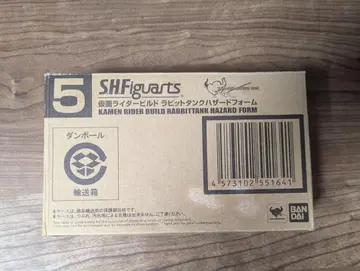 5
S.H.Figuarts
仮面ライダービルド ラビットタンクハザードフォーム
KAMEN RIDER BUILD RABBITTANK HAZARD FORM
ダンボール
輸送箱
4573102551641
BAN
DAI